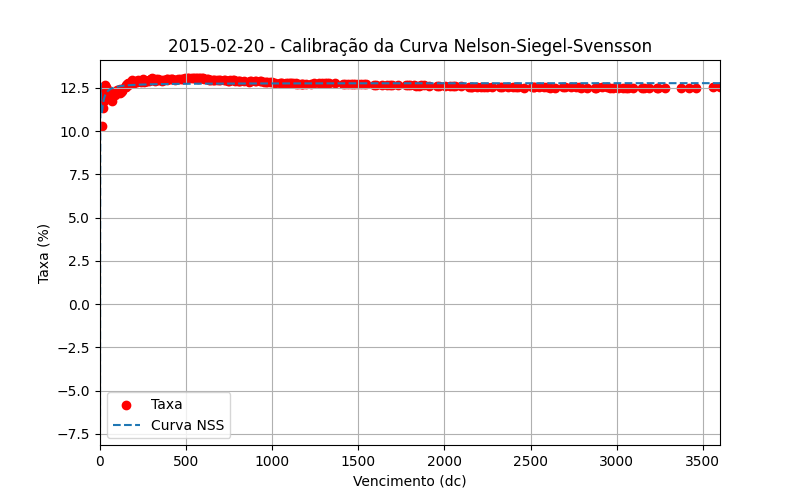 2015-02-20 - Calibração da Curva Nelson-Siegel-Svensson
Taxa (%)
12.5
10.0
7.5
5.0
2.5
0.0
−2.5
−5.0
−7.5
Taxa
Curva NSS
0 500 1000 1500 2000 2500 3000 3500
Vencimento (dc)